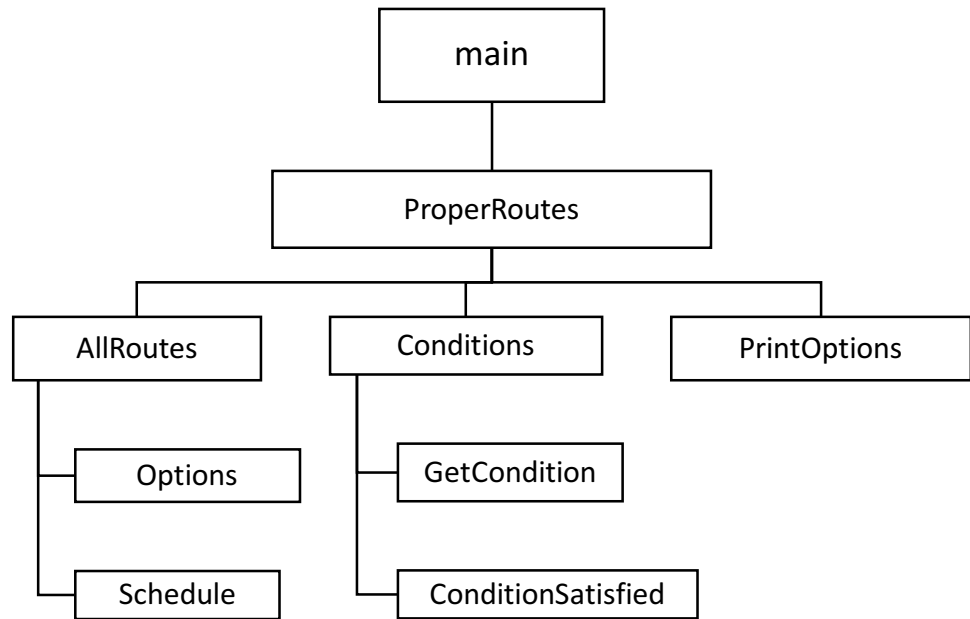 main
ProperRoutes
AllRoutes
Conditions
PrintOptions
Options
GetCondition
Schedule
ConditionSatisfied